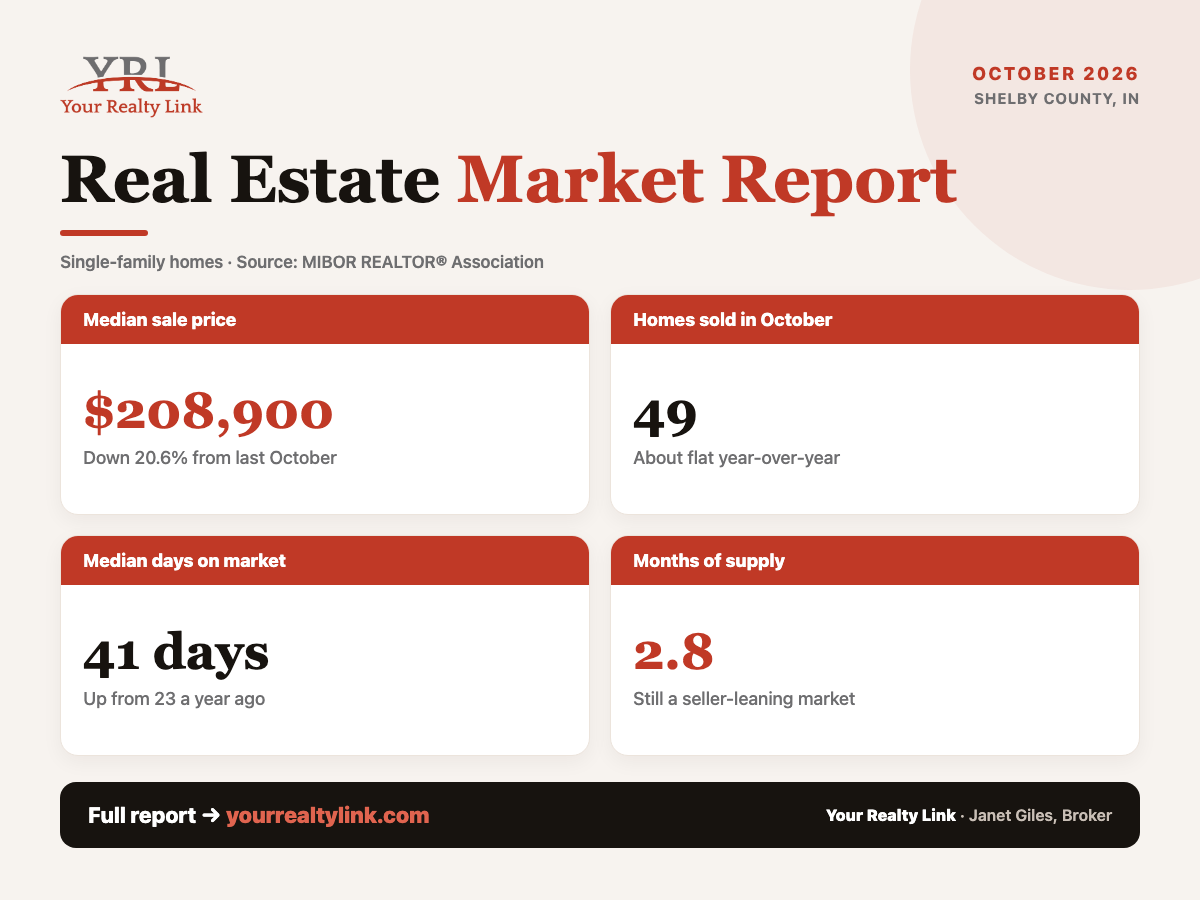 YRL
Your Realty Link
OCTOBER 2026
SHELBY COUNTY, IN
Real Estate Market Report
Single-family homes · Source: MIBOR REALTOR® Association
Median sale price
$208,900
Down 20.6% from last October
Homes sold in October
49
About flat year-over-year
Median days on market
41 days
Up from 23 a year ago
Months of supply
2.8
Still a seller-leaning market
Full report → yourrealtylink.com
Your Realty Link · Janet Giles, Broker